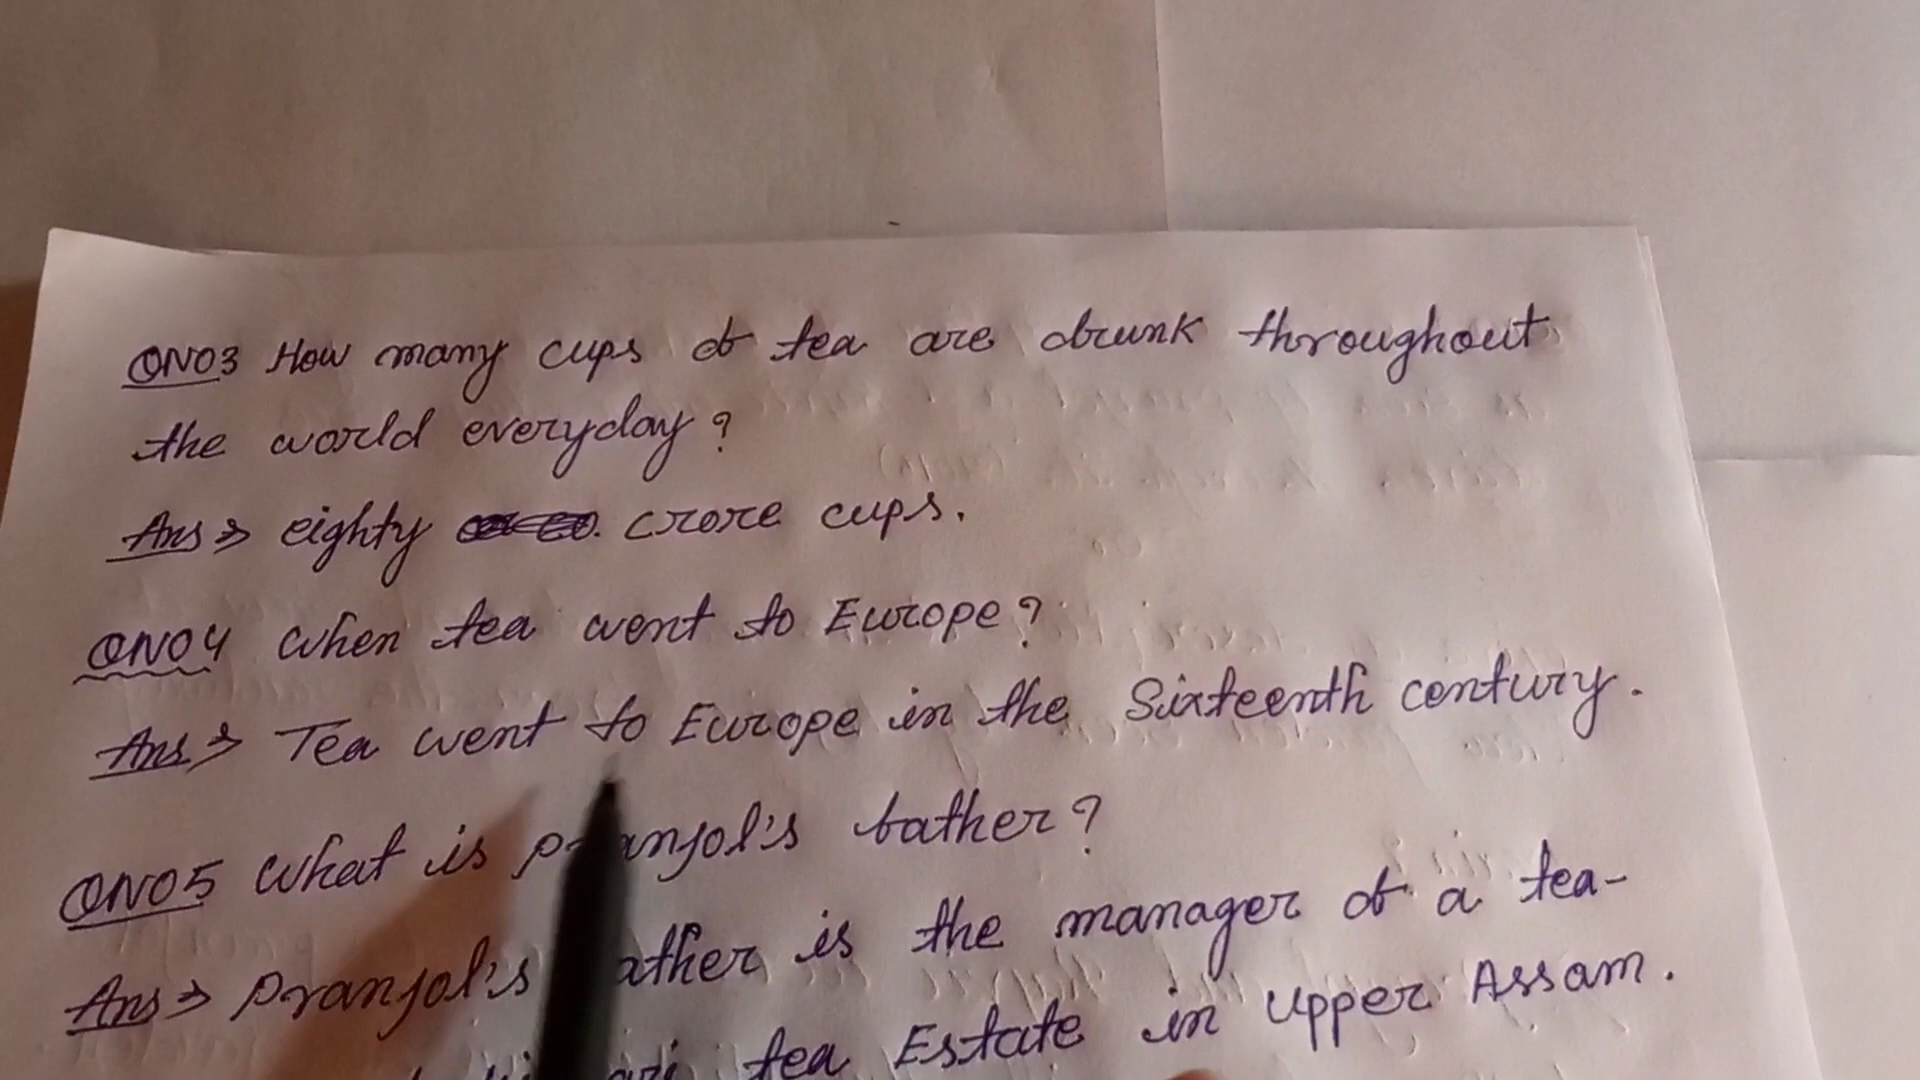 QNO3 How many cups of tea are drunk throughout
the world everyday?
Ans → eighty crore cups.
QNO4 When tea went to Europe?
Ans → Tea went to Europe in the Sixteenth century.
QNO5 What is Pranjol's father?
Ans → Pranjol's father is the manager of a tea-
tea Estate in upper Assam.